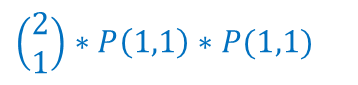 (2 1) * P(1,1) * P(1,1)